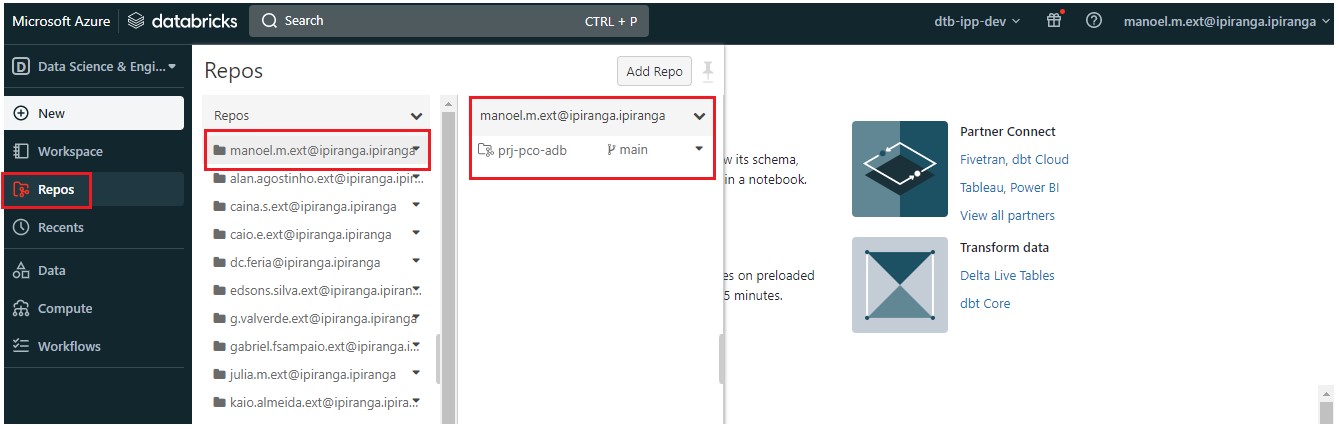 Microsoft Azure databricks Search CTRL + P dtb-ipp-dev manoel.m.ext@ipiranga.ipiranga
D Data Science & Engi...
New
Workspace
Repos
Recents
Data
Compute
Workflows
Repos Add Repo
Repos
manoel.m.ext@ipiranga.ipiranga
alan.agostinho.ext@ipiranga.ipir...
caina.s.ext@ipiranga.ipiranga
caio.e.ext@ipiranga.ipiranga
dc.feria@ipiranga.ipiranga
edsons.silva.ext@ipiranga.ipiran...
g.valverde.ext@ipiranga.ipiranga
gabriel.fsampaio.ext@ipiranga.i...
julia.m.ext@ipiranga.ipiranga
kaio.almeida.ext@ipiranga.ipira...
manoel.m.ext@ipiranga.ipiranga
prj-pco-adb main
w its schema,
in a notebook.
es on preloaded
5 minutes.
Partner Connect
Fivetran, dbt Cloud
Tableau, Power BI
View all partners
Transform data
Delta Live Tables
dbt Core